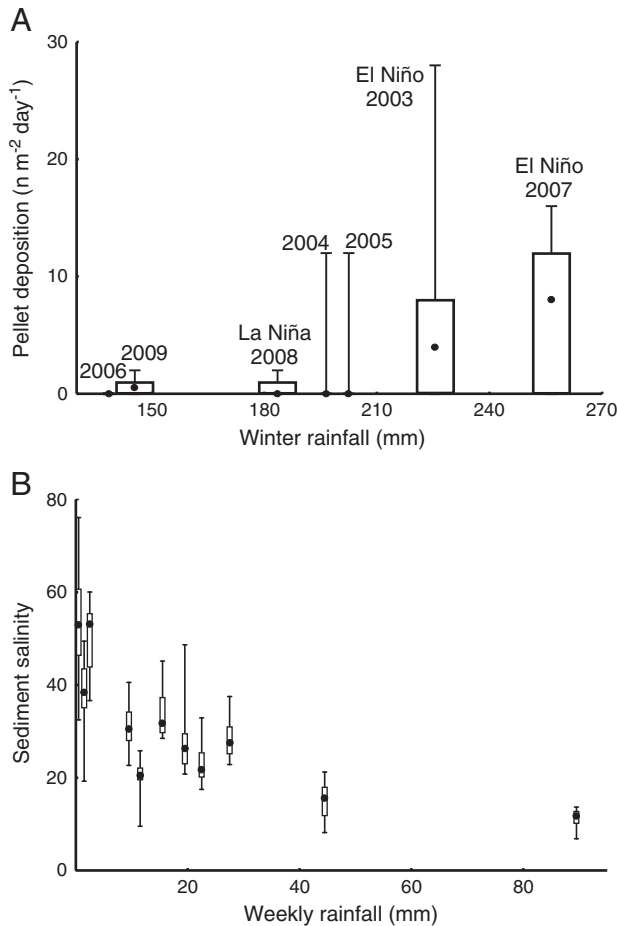 A
30
20
10
0
Pellet deposition (n m⁻² day⁻¹)
El Niño
2003
El Niño
2007
2004
2005
La Niña
2008
2009
2006
150 180 210 240 270
Winter rainfall (mm)
B
80
60
40
20
0
Sediment salinity
20 40 60 80
Weekly rainfall (mm)